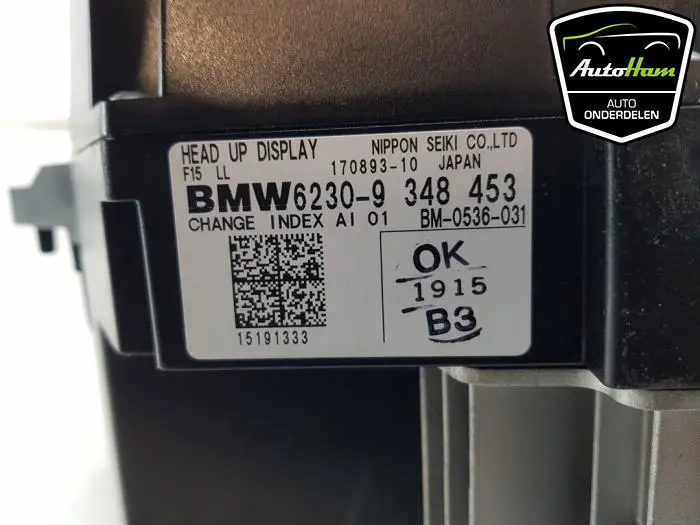 HEAD UP DISPLAY NIPPON SEIKI CO.,LTD
F15 LL 170893-10 JAPAN
BMW6230-9 348 453
CHANGE INDEX AI 01 BM-0536-031
OK
1915
B3
15191333
AutoHam
AUTO
ONDERDELEN